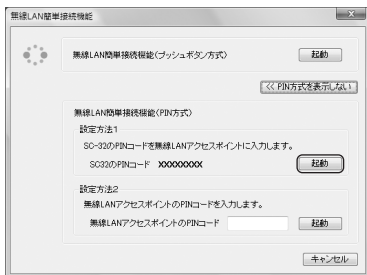 無線LAN簡単接続機能
無線LAN簡単接続機能(プッシュボタン方式)
起動
<< PIN方式を表示しない
無線LAN簡単接続機能(PIN方式)
設定方法1
SC-32のPINコードを無線LANアクセスポイントに入力します。
SC32のPINコード XXXXXXXX
起動
設定方法2
無線LANアクセスポイントのPINコードを入力します。
無線LANアクセスポイントのPINコード
起動
キャンセル